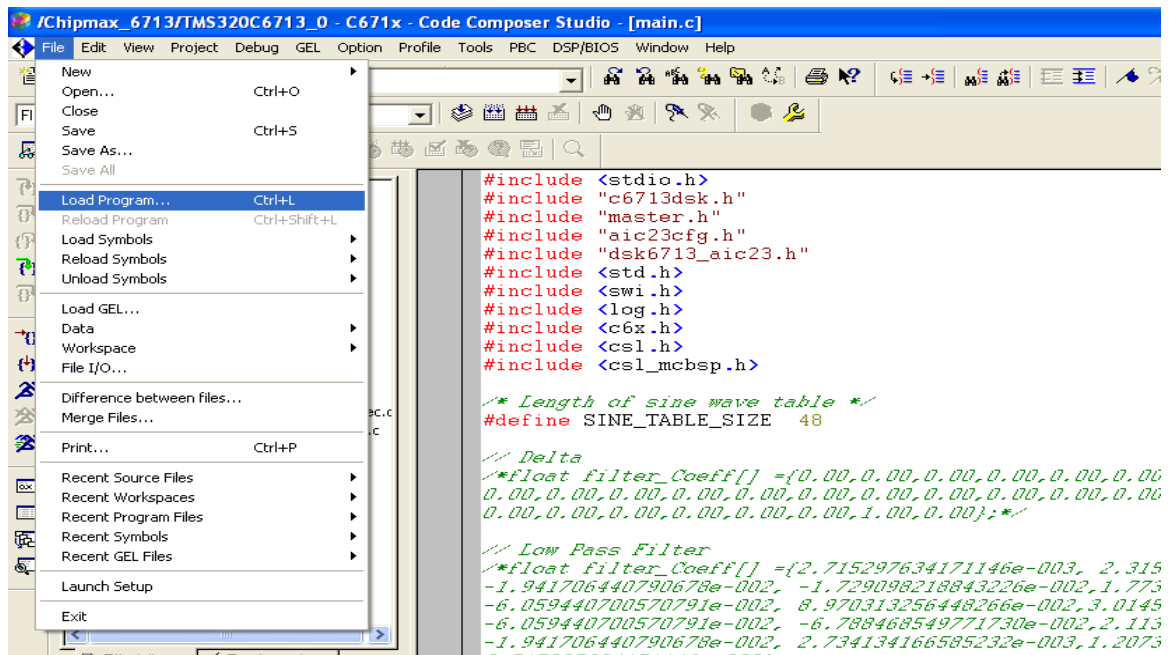 /Chipmax_6713/TMS320C6713_0 - C671x - Code Composer Studio - [main.c]
File Edit View Project Debug GEL Option Profile Tools PBC DSP/BIOS Window Help
New
Open... Ctrl+O
Close
Save Ctrl+S
Save As...
Save All
Load Program... Ctrl+L
Reload Program Ctrl+Shift+L
Load Symbols
Reload Symbols
Unload Symbols
Load GEL...
Data
Workspace
File I/O...
Difference between files...
Merge Files...
Print... Ctrl+P
Recent Source Files
Recent Workspaces
Recent Program Files
Recent Symbols
Recent GEL Files
Launch Setup
Exit
#include <stdio.h>
#include "c6713dsk.h"
#include "master.h"
#include "aic23cfg.h"
#include "dsk6713_aic23.h"
#include <std.h>
#include <swi.h>
#include <log.h>
#include <c6x.h>
#include <csl.h>
#include <csl_mcbsp.h>
/* Length of sine wave table */
#define SINE_TABLE_SIZE 48
// Delta
/*float filter_Coeff[] ={0.00,0.00,0.00,0.00,0.00,0.00
0.00,0.00,0.00,0.00,0.00,0.00,0.00,0.00,0.00,0.00,0.00
0.00,0.00,0.00,0.00,0.00,0.00,1.00,0.00};*/
// Low Pass Filter
/*float filter_Coeff[] ={2.715297634171146e-003, 2.315
-1.941706440790678e-002, -1.729098218843226e-002,1.773
-6.059440700570791e-002, 8.970313256448266e-002,3.0145
-6.059440700570791e-002, -6.788468549771730e-002,2.113
-1.941706440790678e-002, 2.734134166585232e-003,1.2073